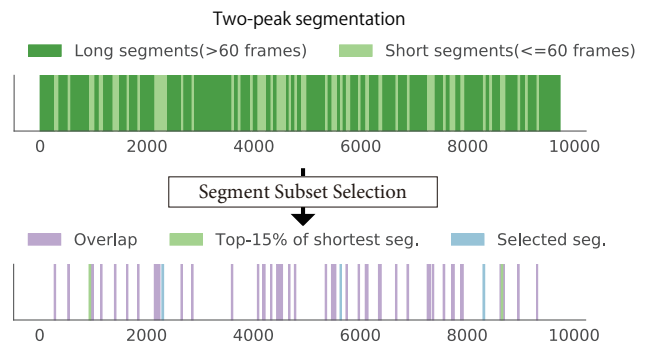 Two-peak segmentation
Long segments(>60 frames) Short segments(<=60 frames)
0 2000 4000 6000 8000 10000
Segment Subset Selection
Overlap Top-15% of shortest seg. Selected seg.
0 2000 4000 6000 8000 10000